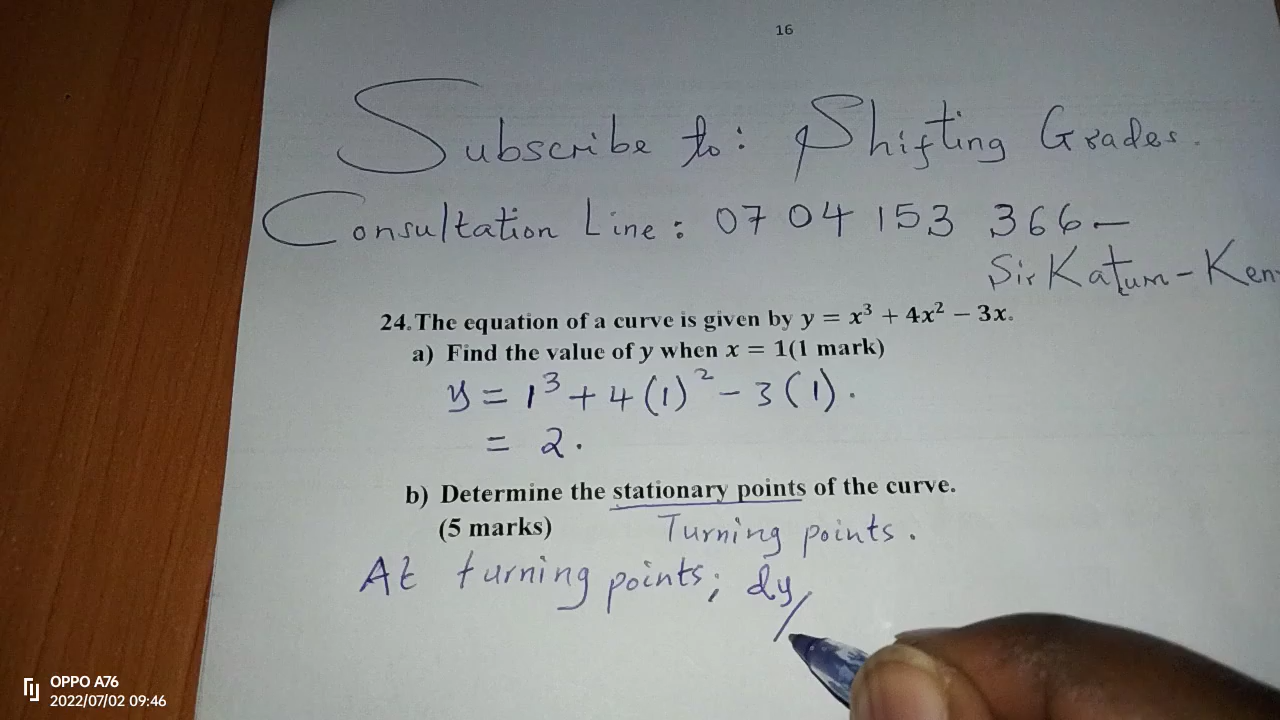 16
Subscribe to: Shifting Grades.
Consultation Line: 0704 153 366 –
Sir Katum - Ken
24. The equation of a curve is given by y = x³ + 4x² − 3x.
a) Find the value of y when x = 1(1 mark)
y = 1³ + 4(1)² − 3(1).
= 2.
b) Determine the stationary points of the curve.
(5 marks) Turning points.
At turning points; dy/
OPPO A76
2022/07/02 09:46